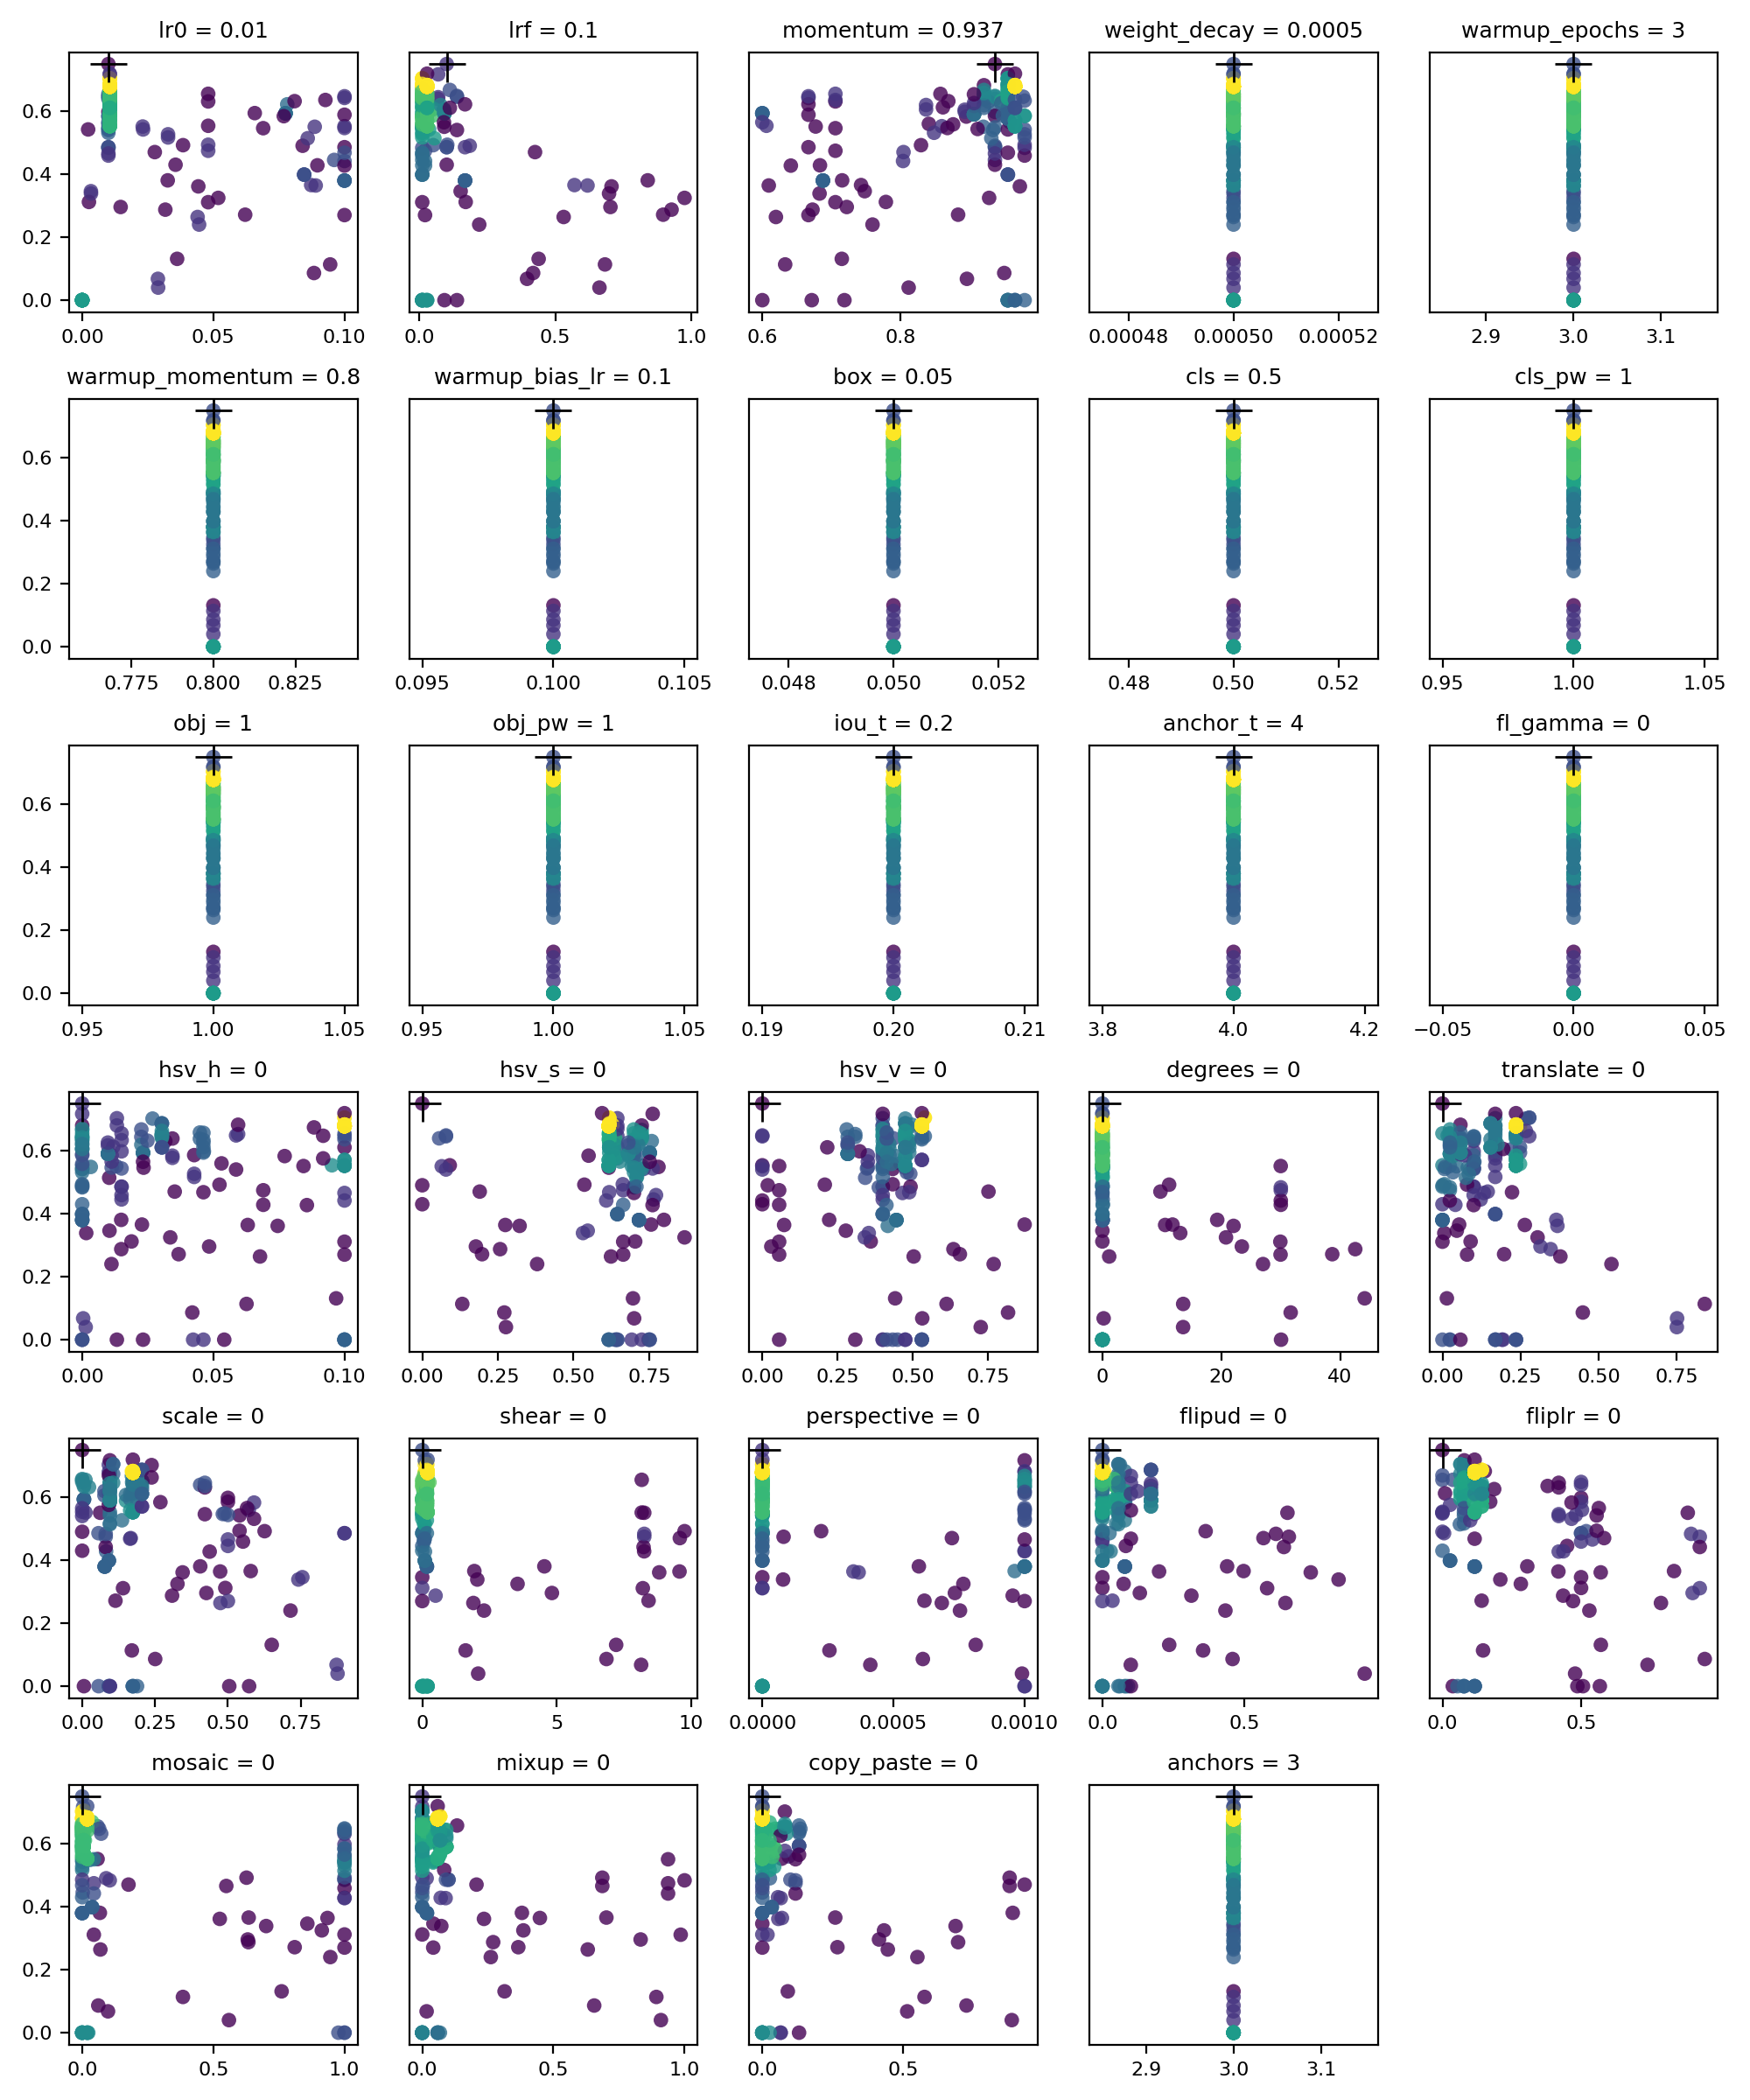 lr0 = 0.01 lrf = 0.1 momentum = 0.937 weight_decay = 0.0005 warmup_epochs = 3
0.6
0.4
0.2
0.0
0.00 0.05 0.10 0.0 0.5 1.0 0.6 0.8 0.00048 0.00050 0.00052 2.9 3.0 3.1
warmup_momentum = 0.8 warmup_bias_lr = 0.1 box = 0.05 cls = 0.5 cls_pw = 1
0.6
0.4
0.2
0.0
0.775 0.800 0.825 0.095 0.100 0.105 0.048 0.050 0.052 0.48 0.50 0.52 0.95 1.00 1.05
obj = 1 obj_pw = 1 iou_t = 0.2 anchor_t = 4 fl_gamma = 0
0.6
0.4
0.2
0.0
0.95 1.00 1.05 0.95 1.00 1.05 0.19 0.20 0.21 3.8 4.0 4.2 −0.05 0.00 0.05
hsv_h = 0 hsv_s = 0 hsv_v = 0 degrees = 0 translate = 0
0.6
0.4
0.2
0.0
0.00 0.05 0.10 0.00 0.25 0.50 0.75 0.00 0.25 0.50 0.75 0 20 40 0.00 0.25 0.50 0.75
scale = 0 shear = 0 perspective = 0 flipud = 0 fliplr = 0
0.6
0.4
0.2
0.0
0.00 0.25 0.50 0.75 0 5 10 0.0000 0.0005 0.0010 0.0 0.5 0.0 0.5
mosaic = 0 mixup = 0 copy_paste = 0 anchors = 3
0.6
0.4
0.2
0.0
0.0 0.5 1.0 0.0 0.5 1.0 0.0 0.5 2.9 3.0 3.1